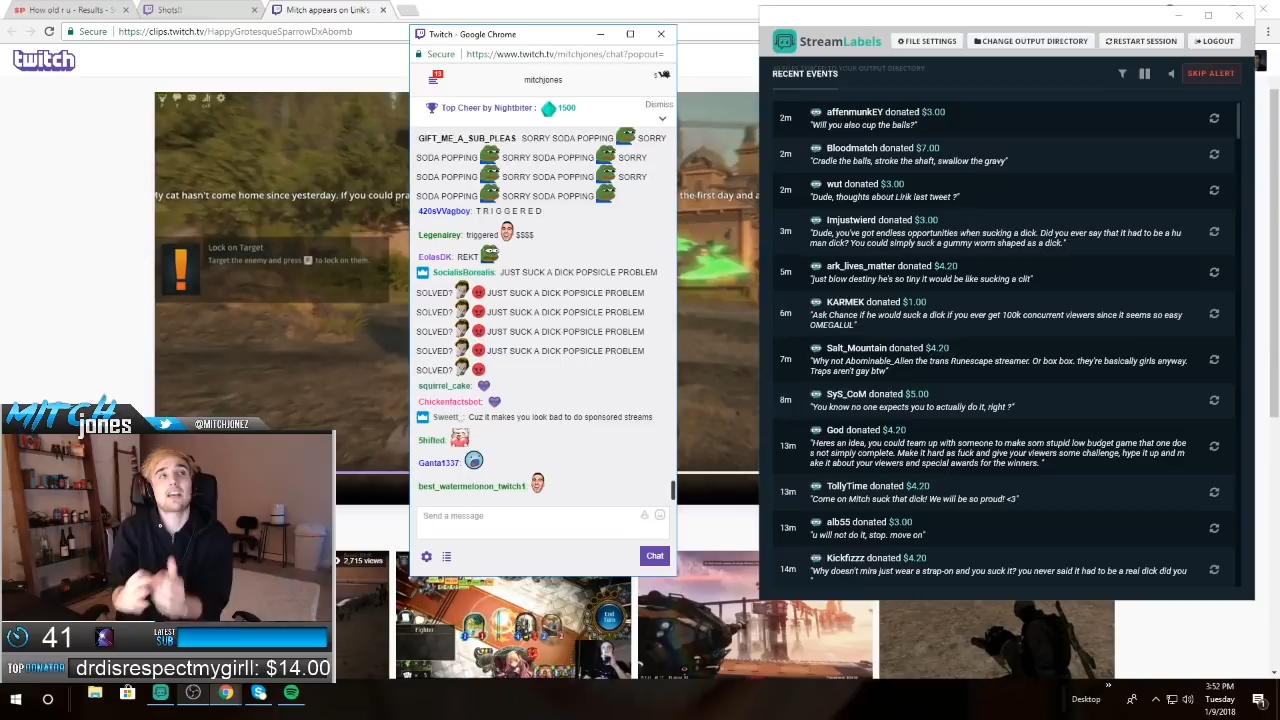 How old r u - Results - S
Shots!!
Mitch appears on Link's
Secure
https://clips.twitch.tv/HappyGrotesqueSparrowDxAbomb
twitch
My cat hasn't come home since yesterday. If you could pra
the first day and a
Lock on Target
Target the enemy and press to lock on them.
MITCH
jones
@MITCHJONEZ
2,715 views
41
LATEST
SUB
TOP DONATOR
drdisrespectmygirll: $14.00
Twitch - Google Chrome
Secure
https://www.twitch.tv/mitchjones/chat?popout=
13
mitchjones
Top Cheer by Nightbiter : 1500
Dismiss
GIFT_ME_A_SUB_PLEAS SORRY SODA POPPING SORRY
SODA POPPING SORRY SODA POPPING SORRY
SODA POPPING SORRY SODA POPPING SORRY
SODA POPPING SORRY SODA POPPING
420sVVagboy: T R I G G E R E D
Legenairey: triggered $$$$
EolasDK: REKT
SocialisBorealis: JUST SUCK A DICK POPSICLE PROBLEM
SOLVED? JUST SUCK A DICK POPSICLE PROBLEM
SOLVED? JUST SUCK A DICK POPSICLE PROBLEM
SOLVED? JUST SUCK A DICK POPSICLE PROBLEM
SOLVED? JUST SUCK A DICK POPSICLE PROBLEM
SOLVED?
squirrel_cake:
Chickenfactsbot:
Sweett_: Cuz it makes you look bad to do sponsored streams
5hifted:
Ganta1337:
best_watermelonon_twitch1:
Send a message
Chat
Fighter
End
Turn
StreamLabels
FILE SETTINGS
CHANGE OUTPUT DIRECTORY
RESTART SESSION
LOGOUT
FILES SYNCED TO YOUR OUTPUT DIRECTORY
RECENT EVENTS
SKIP ALERT
2m
affenmunkEY donated $3.00
"Will you also cup the balls?"
2m
Bloodmatch donated $7.00
"Cradle the balls, stroke the shaft, swallow the gravy"
2m
wut donated $3.00
"Dude, thoughts about Lirik last tweet ?"
3m
Imjustwierd donated $3.00
"Dude, you've got endless opportunities when sucking a dick. Did you ever say that it had to be a hu
man dick? You could simply suck a gummy worm shaped as a dick."
5m
ark_lives_matter donated $4.20
"just blow destiny he's so tiny it would be like sucking a clit"
6m
KARMEK donated $1.00
"Ask Chance if he would suck a dick if you ever get 100k concurrent viewers since it seems so easy
OMEGALUL"
7m
Salt_Mountain donated $4.20
"Why not Abominable_Alien the trans Runescape streamer. Or box box. they're basically girls anyway.
Traps aren't gay btw"
8m
SyS_CoM donated $5.00
"You know no one expects you to actually do it, right ?"
13m
God donated $4.20
"Heres an idea, you could team up with someone to make som stupid low budget game that one doe
s not simply complete. Make it hard as fuck and give your viewers some challenge, hype it up and m
ake it about your viewers and special awards for the winners. "
13m
TollyTime donated $4.20
"Come on Mitch suck that dick! We will be so proud! <3"
13m
alb55 donated $3.00
"u will not do it, stop. move on"
14m
Kickfizzz donated $4.20
"Why doesn't mira just wear a strap-on and you suck it? you never said it had to be a real dick did you
"
Desktop
3:52 PM
Tuesday
1/9/2018